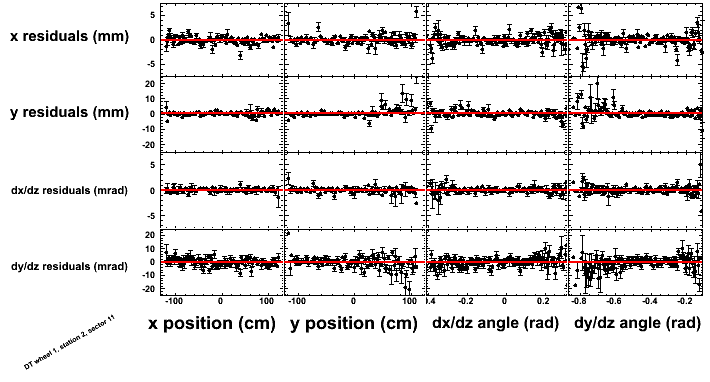 x residuals (mm)
5
0
-5
y residuals (mm)
20
10
0
-10
-20
dx/dz residuals (mrad)
5
0
-5
dy/dz residuals (mrad)
20
10
0
-10
-20
-100 0 100 -100 0 100 -0.2 0 0.2 -0.8 -0.6 -0.4 -0.2
x position (cm) y position (cm) dx/dz angle (rad) dy/dz angle (rad)
DT wheel 1, station 2, sector 11